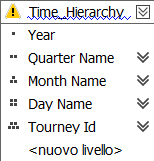 Time_Hierarchy
Year
Quarter Name
Month Name
Day Name
Tourney Id
<nuovo livello>